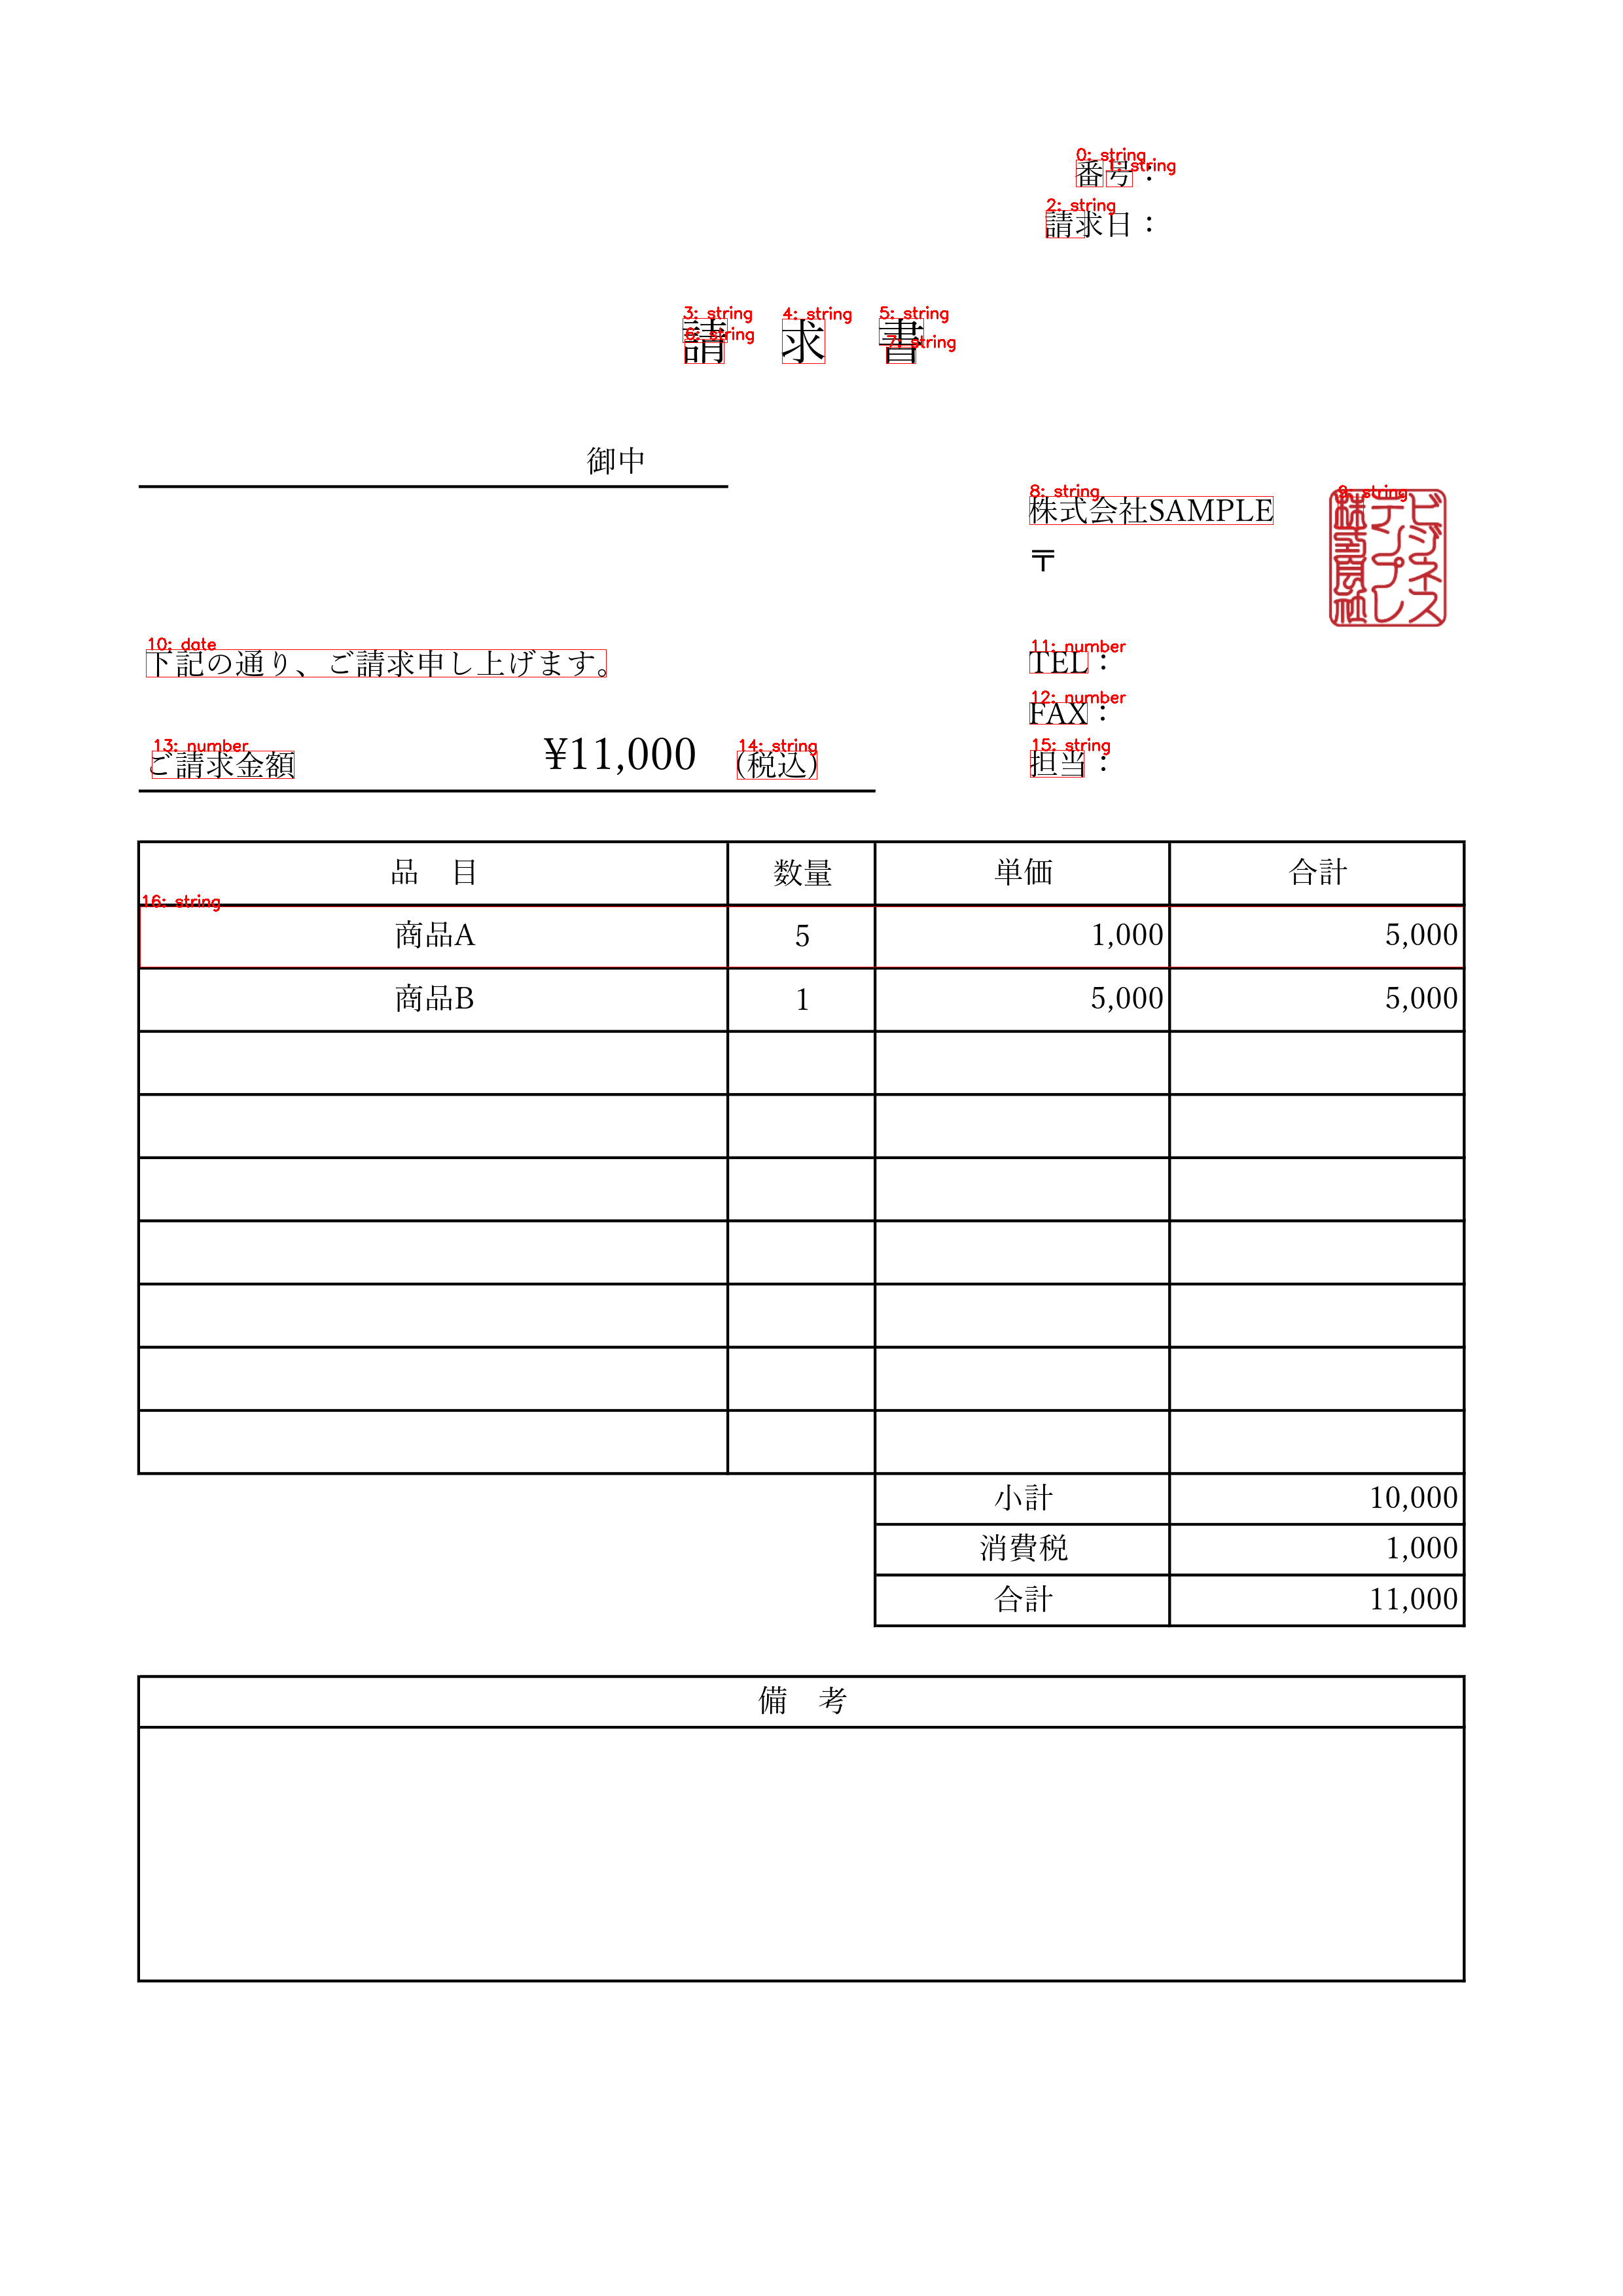 0: string
1: string
番号：
2: string
請求日：
3: string 4: string 5: string
6: string 7: string
請 求 書
御中
8: string
株式会社SAMPLE
9: string
ビジネス
テンプレ
株式会社
〒
10: date
下記の通り、ご請求申し上げます。
11: number
TEL：
12: number
FAX：
13: number
ご請求金額 ¥11,000
14: string
(税込)
15: string
担当：
品 目 数量 単価 合計
16: string
商品A 5 1,000 5,000
商品B 1 5,000 5,000
小計 10,000
消費税 1,000
合計 11,000
備 考